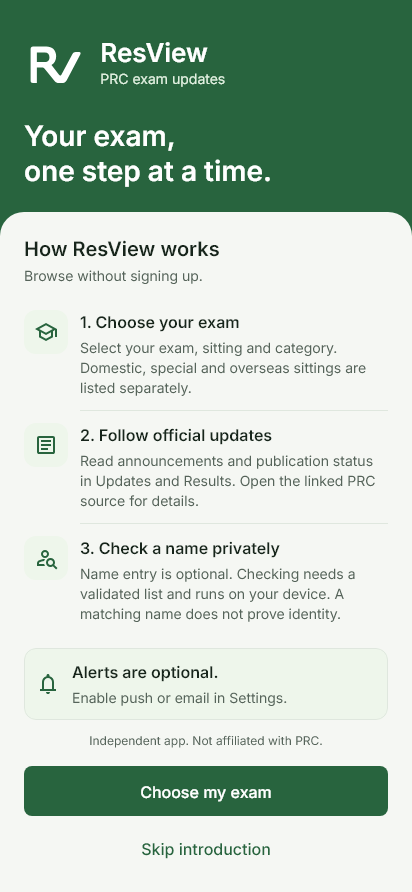 RV
ResView
PRC exam updates
Your exam,
one step at a time.
How ResView works
Browse without signing up.
1. Choose your exam
Select your exam, sitting and category.
Domestic, special and overseas sittings are
listed separately.
2. Follow official updates
Read announcements and publication status
in Updates and Results. Open the linked PRC
source for details.
3. Check a name privately
Name entry is optional. Checking needs a
validated list and runs on your device. A
matching name does not prove identity.
Alerts are optional.
Enable push or email in Settings.
Independent app. Not affiliated with PRC.
Choose my exam
Skip introduction